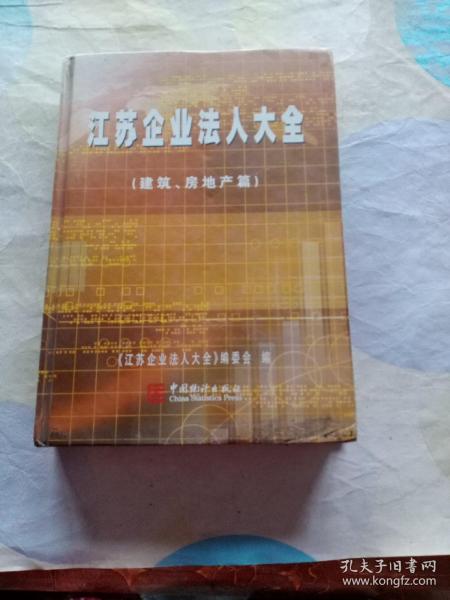 江苏企业法人大全
(建筑、房地产篇)
《江苏企业法人大全》编委会 编
中国统计出版社
China Statistics Press
孔夫子旧书网
www.kongfz.com